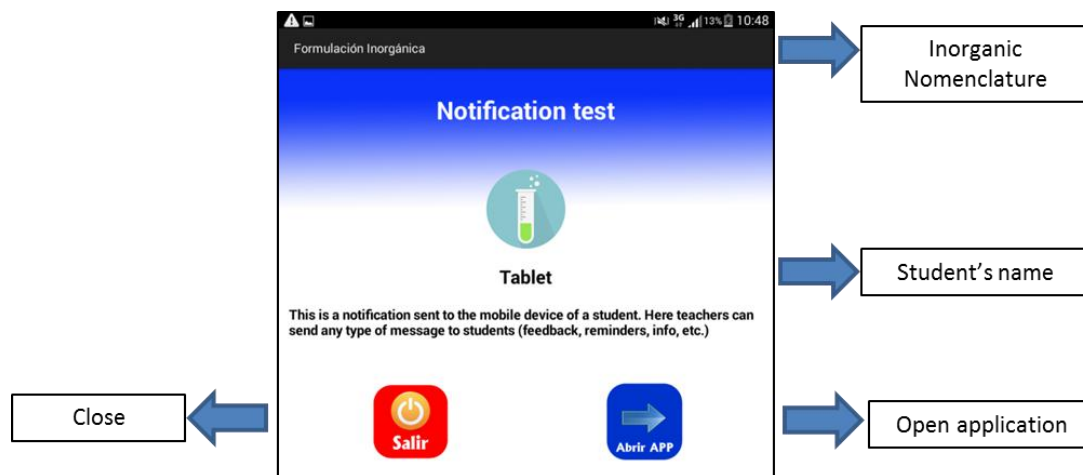 3G 13% 10:48
Formulación Inorgánica
Inorganic
Nomenclature
Notification test
Tablet
Student's name
This is a notification sent to the mobile device of a student. Here teachers can
send any type of message to students (feedback, reminders, info, etc.)
Close
Salir
Abrir APP
Open application